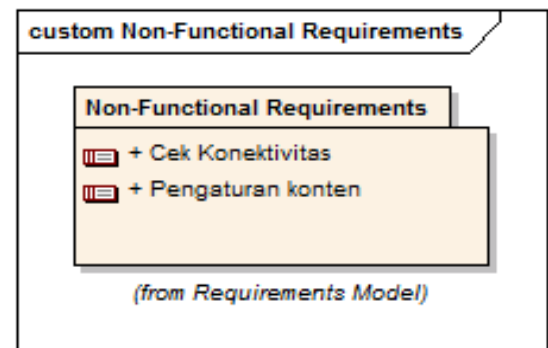 custom Non-Functional Requirements
Non-Functional Requirements
+ Cek Konektivitas
+ Pengaturan konten
(from Requirements Model)